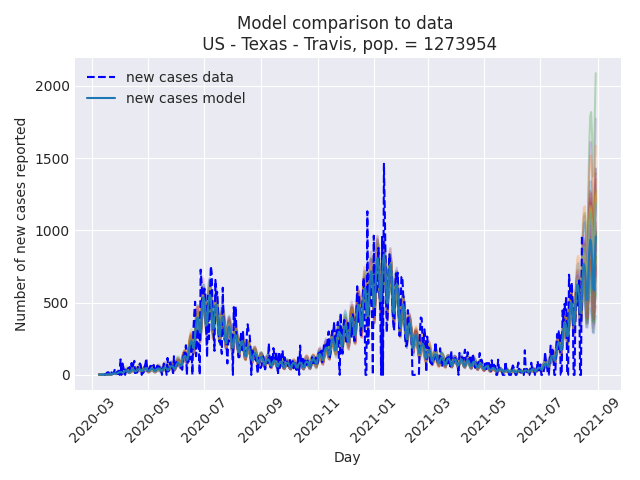 Model comparison to data
US - Texas - Travis, pop. = 1273954
new cases data
new cases model
Number of new cases reported
2000
1500
1000
500
0
2020-03
2020-05
2020-07
2020-09
2020-11
2021-01
2021-03
2021-05
2021-07
2021-09
Day